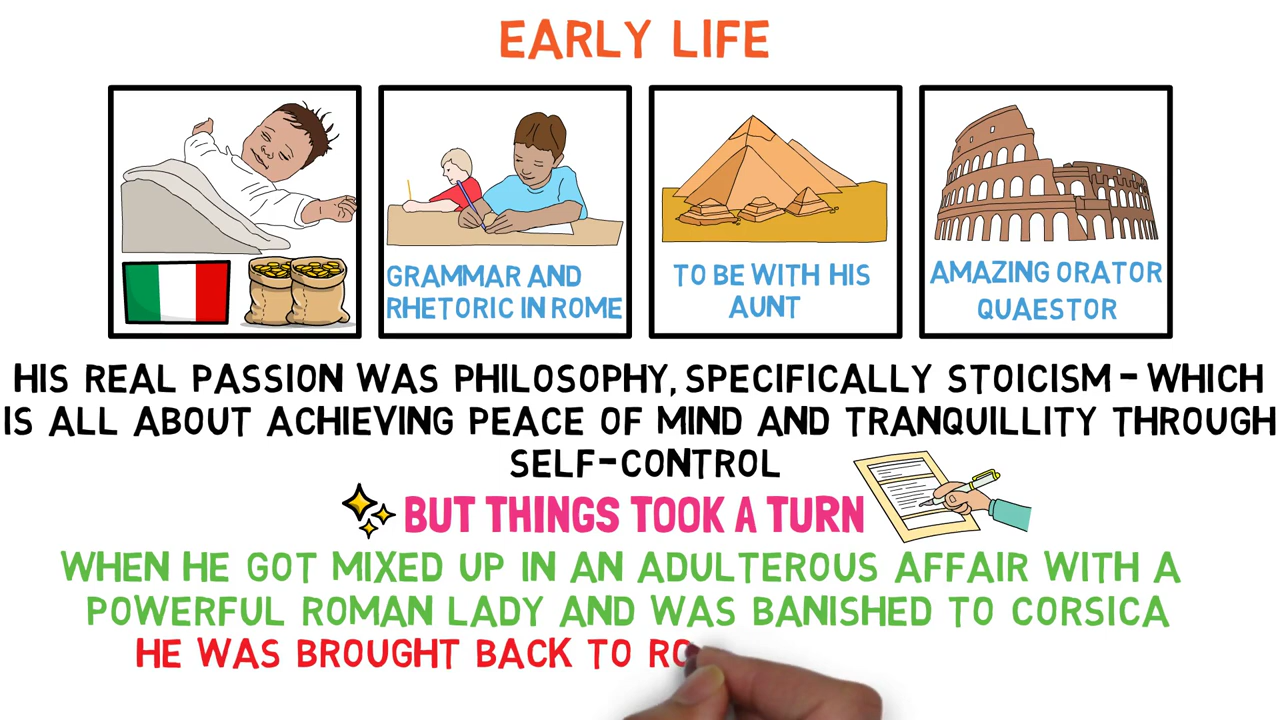 EARLY LIFE
GRAMMAR AND
RHETORIC IN ROME
TO BE WITH HIS
AUNT
AMAZING ORATOR
QUAESTOR
HIS REAL PASSION WAS PHILOSOPHY, SPECIFICALLY STOICISM – WHICH
IS ALL ABOUT ACHIEVING PEACE OF MIND AND TRANQUILLITY THROUGH
SELF-CONTROL
BUT THINGS TOOK A TURN
WHEN HE GOT MIXED UP IN AN ADULTEROUS AFFAIR WITH A
POWERFUL ROMAN LADY AND WAS BANISHED TO CORSICA
HE WAS BROUGHT BACK TO RO